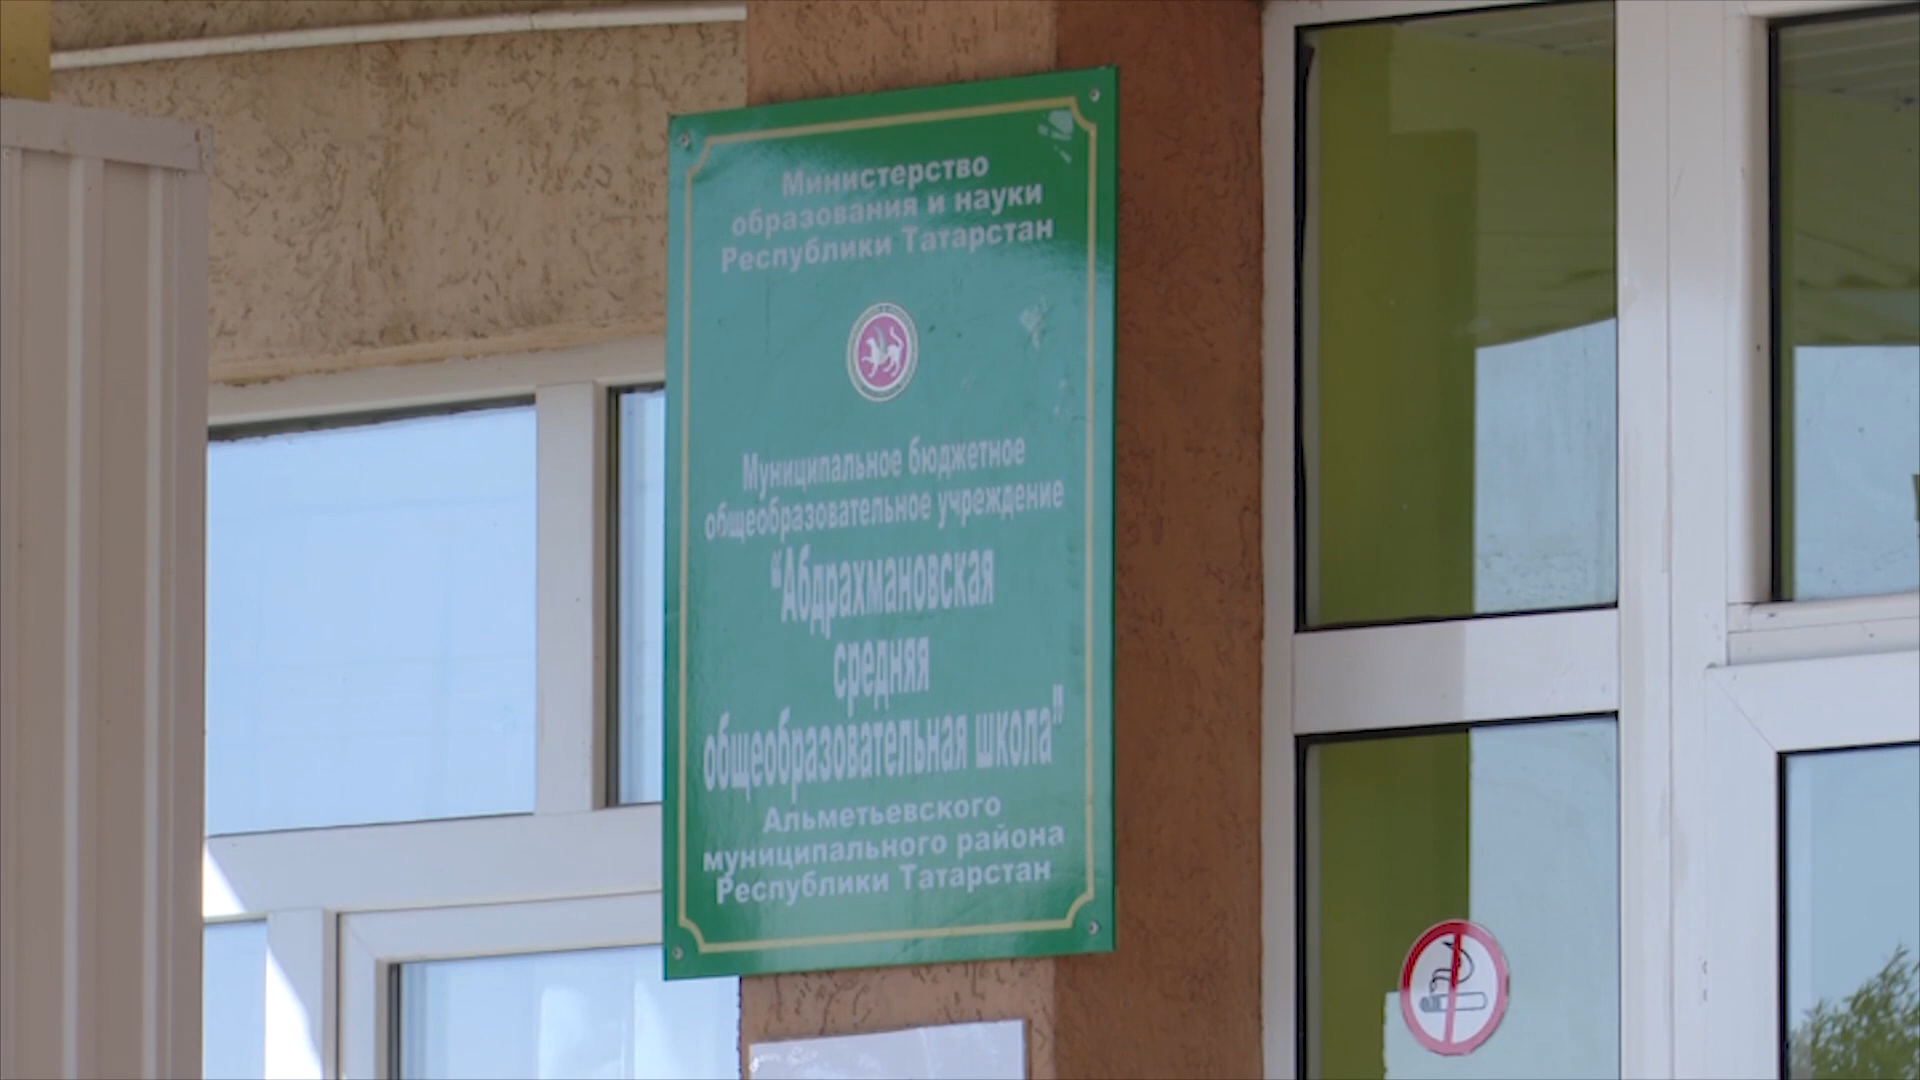 Министерство
образования и науки
Республики Татарстан
Муниципальное бюджетное
общеобразовательное учреждение
“Абдрахмановская
средняя
общеобразовательная школа”
Альметьевского
муниципального района
Республики Татарстан